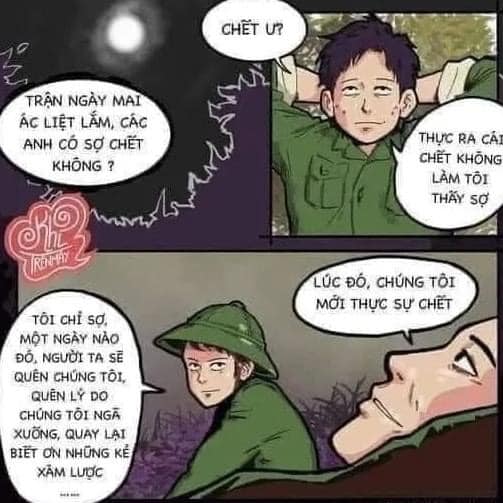 CHẾT Ư?
TRẬN NGÀY MAI
ÁC LIỆT LẮM, CÁC
ANH CÓ SỢ CHẾT
KHÔNG ?
THỰC RA CÁI
CHẾT KHÔNG
LÀM TÔI
THẤY SỢ
TRÊN MÂY
LÚC ĐÓ, CHÚNG TÔI
MỚI THỰC SỰ CHẾT
TÔI CHỈ SỢ,
MỘT NGÀY NÀO
ĐÓ, NGƯỜI TA SẼ
QUÊN CHÚNG TÔI,
QUÊN LÝ DO
CHÚNG TÔI NGÃ
XUỐNG, QUAY LẠI
BIẾT ƠN NHỮNG KẺ
XÂM LƯỢC
......